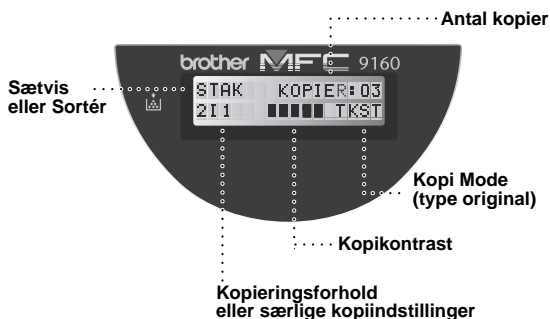 Antal kopier
brother MFC 9160
Sætvis
eller Sortér
STAK KOPIER:03
2I1 TKST
Kopi Mode
(type original)
Kopikontrast
Kopieringsforhold
eller særlige kopiindstillinger